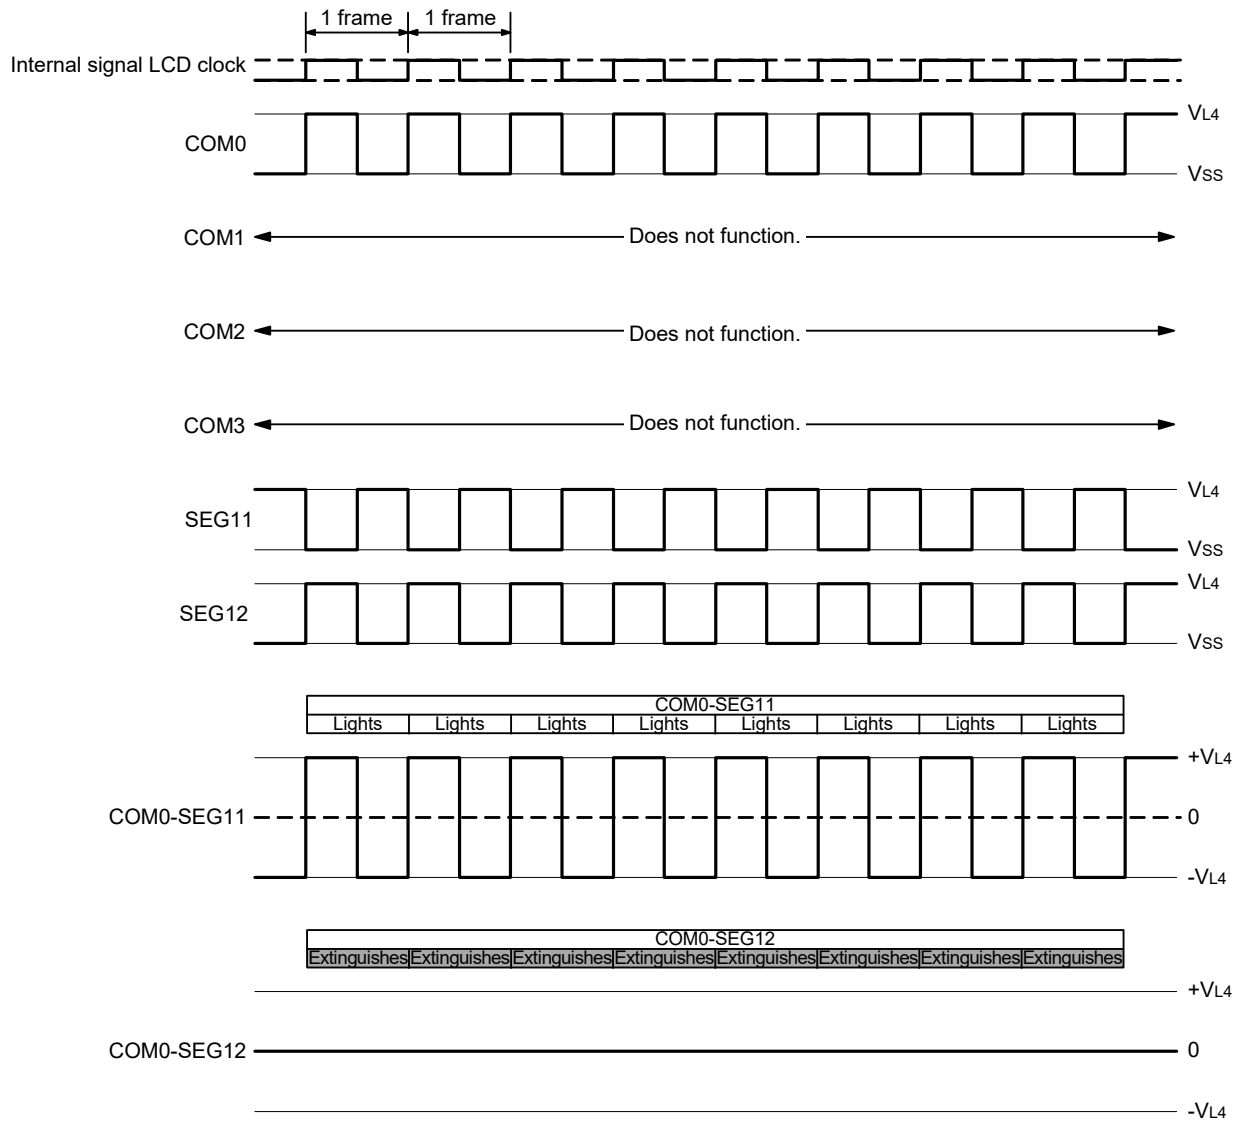 1 frame 1 frame
Internal signal LCD clock
VL4
COM0
VSS
COM1 Does not function.
COM2 Does not function.
COM3 Does not function.
VL4
SEG11
VSS
VL4
SEG12
VSS
COM0-SEG11
Lights Lights Lights Lights Lights Lights Lights Lights
+VL4
COM0-SEG11 0
-VL4
COM0-SEG12
Extinguishes Extinguishes Extinguishes Extinguishes Extinguishes Extinguishes Extinguishes Extinguishes
+VL4
COM0-SEG12 0
-VL4